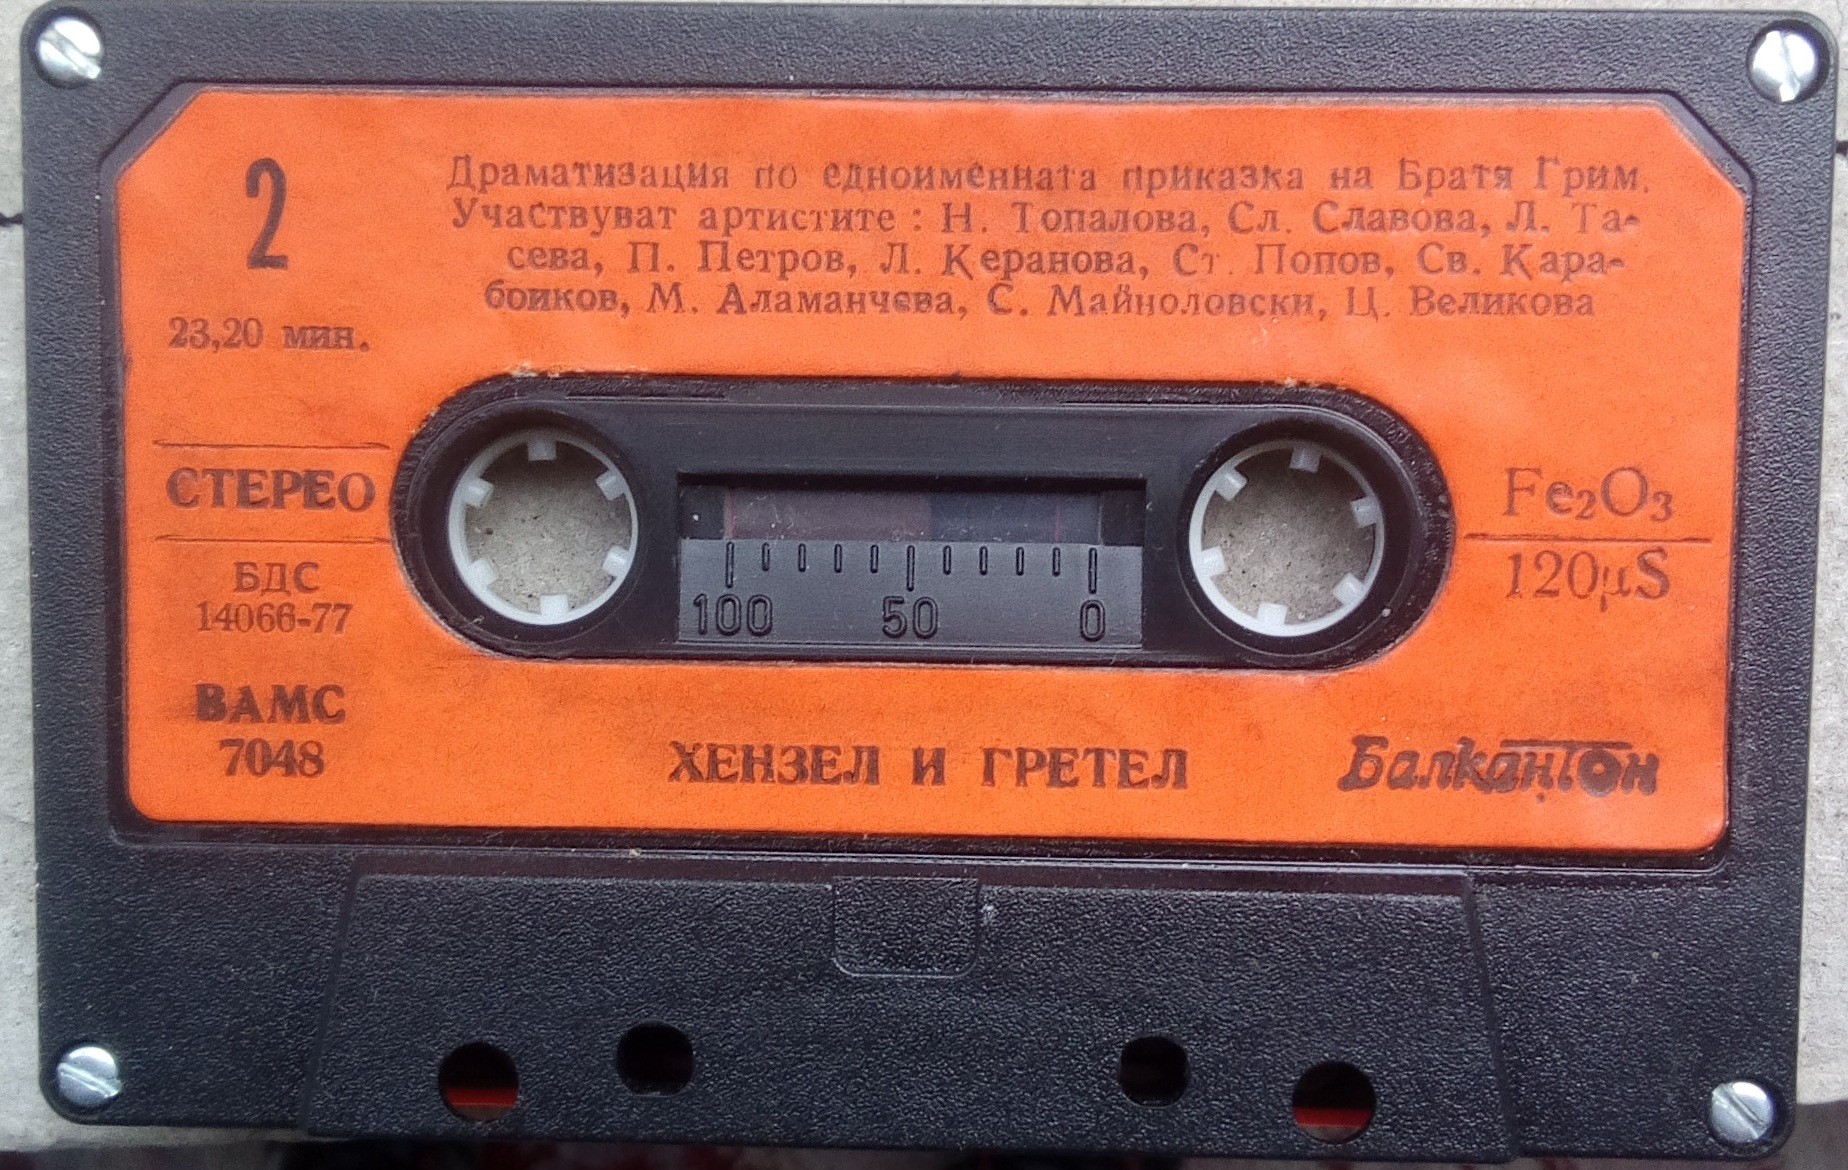 2
Драматизация по едноименната приказка на Братя Грим.
Участвуват артистите : Н. Топалова, Сл. Славова, Л. Та-
сева, П. Петров, Л. Керанова, Ст. Попов, Св. Кара-
боиков, М. Аламанчева, С. Майноловски, Ц. Великова
23,20 мин.
СТЕРЕО
БДС
14066-77
ВАМС
7048
100 50 0
Fe₂O₃
120μS
ХЕНЗЕЛ И ГРЕТЕЛ
Балкантон